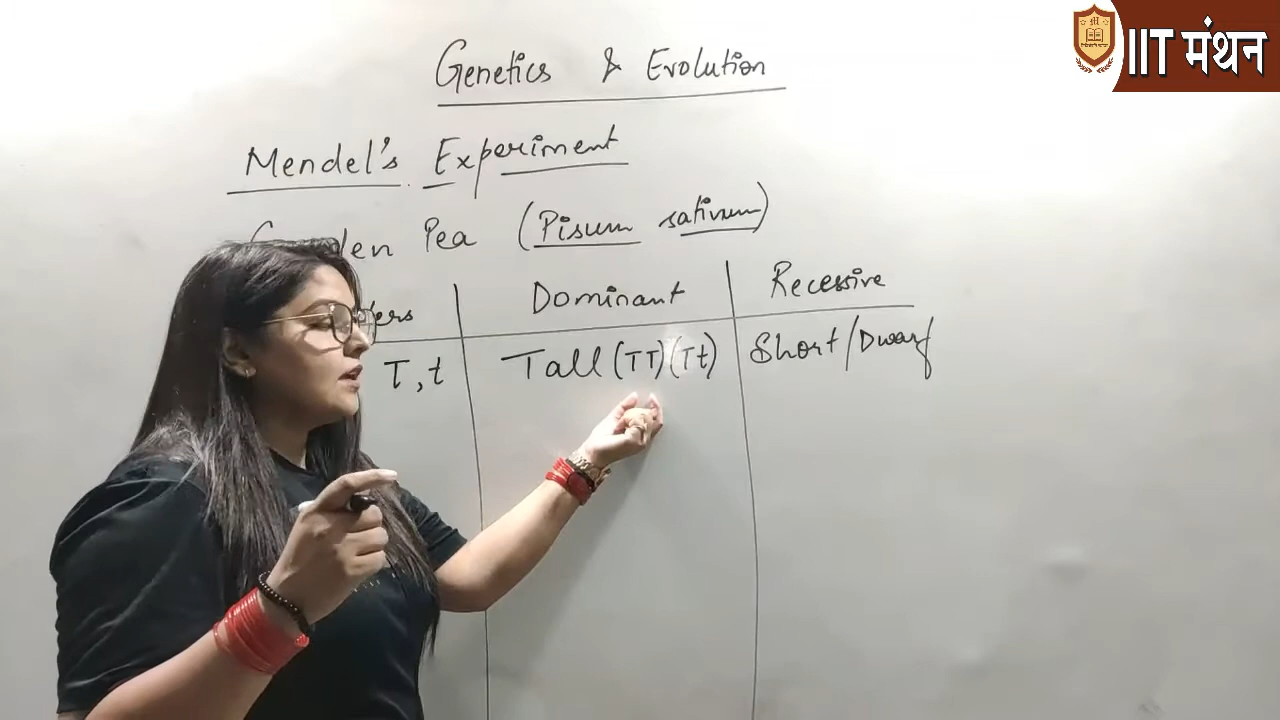 IIT मंथन
Genetics & Evolution
Mendel's Experiment
Pea (Pisum sativum)
Dominant Recessive
T, t Tall (TT) (Tt) Short/Dwarf